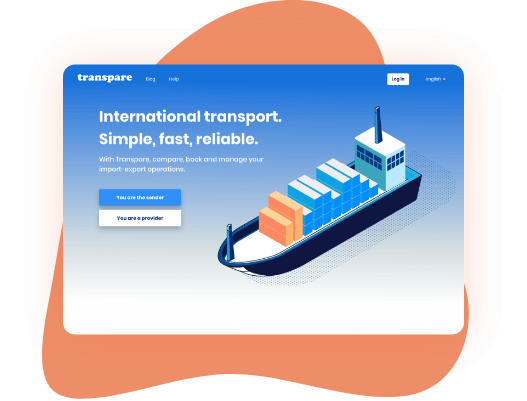 transpare
Blog
Help
Log in
english
International transport.
Simple, fast, reliable.
With Transpare, compare, book and manage your
import-export operations.
You are the sender
You are a provider